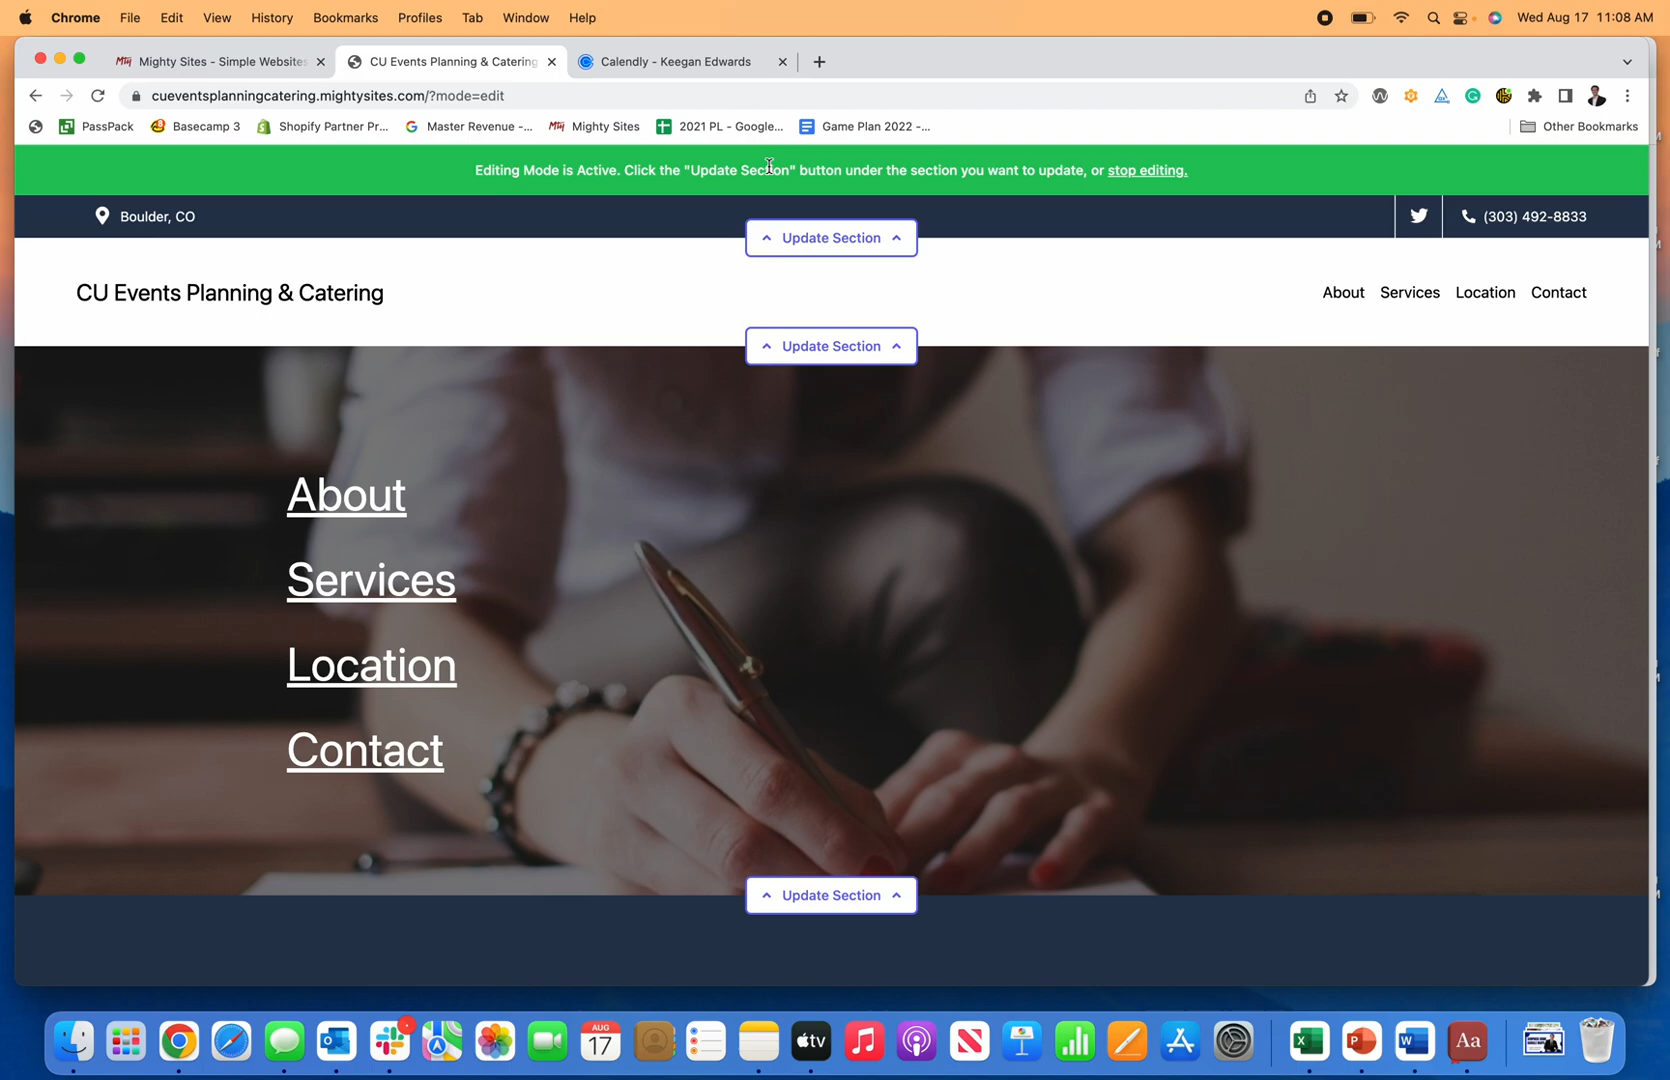 Chrome File Edit View History Bookmarks Profiles Tab Window Help Wed Aug 17 11:08 AM
Mighty Sites - Simple Websites CU Events Planning & Catering Calendly - Keegan Edwards
cueventsplanningcatering.mightysites.com/?mode=edit
PassPack Basecamp 3 Shopify Partner Pr... Master Revenue -... Mighty Sites 2021 PL - Google... Game Plan 2022 -... Other Bookmarks
Editing Mode is Active. Click the "Update Section" button under the section you want to update, or stop editing.
Boulder, CO (303) 492-8833
Update Section
CU Events Planning & Catering About Services Location Contact
Update Section
About
Services
Location
Contact
Update Section
AUG
17
tv
Aa